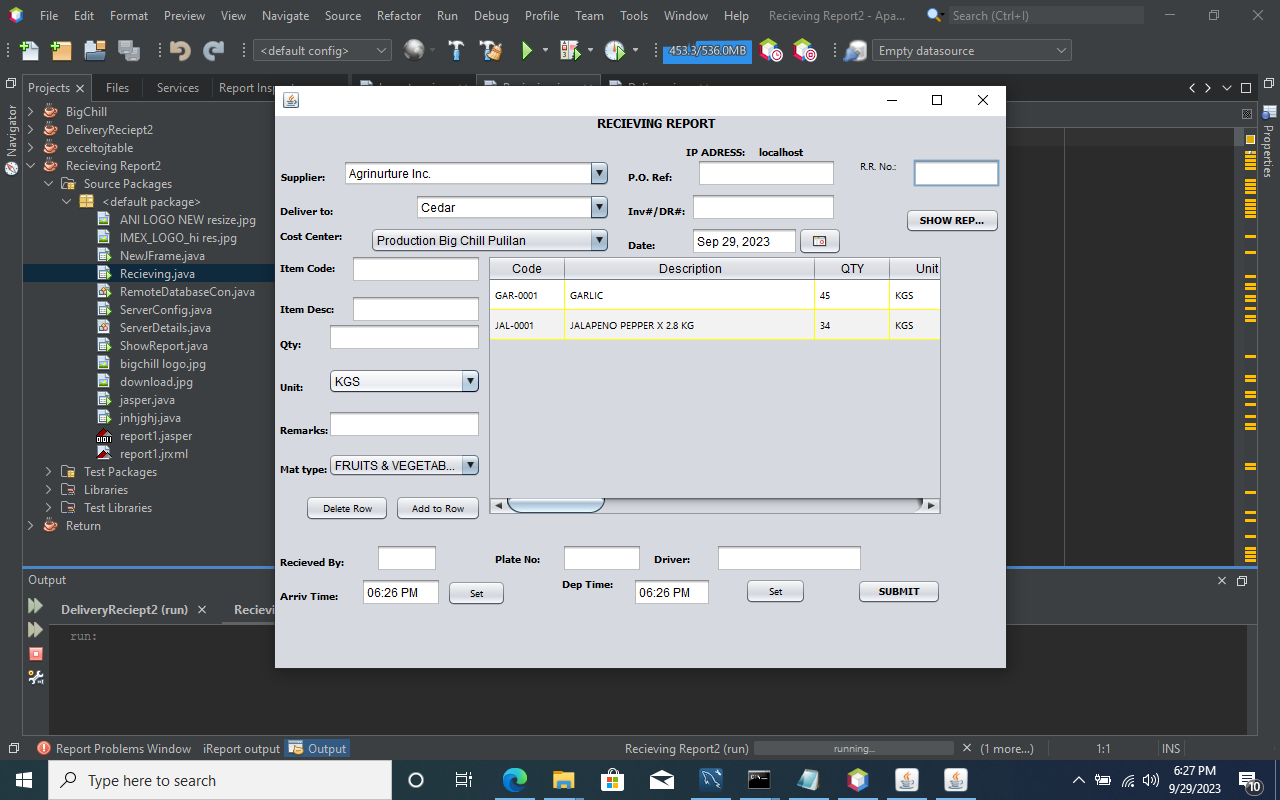 File Edit Format Preview View Navigate Source Refactor Run Debug Profile Team Tools Window Help Recieving Report2 - Apa... Search (Ctrl+I)
<default config> 453.3/536.0MB Empty datasource
Projects Files Services Report
Navigator
Properties
BigChill
DeliveryReciept2
exceltojtable
Recieving Report2
Source Packages
<default package>
ANI LOGO NEW resize.jpg
IMEX_LOGO_hi res.jpg
NewJFrame.java
Recieving.java
RemoteDatabaseCon.java
ServerConfig.java
ServerDetails.java
ShowReport.java
bigchill logo.jpg
download.jpg
jasper.java
jnhjghj.java
report1.jasper
report1.jrxml
Test Packages
Libraries
Test Libraries
Return
RECIEVING REPORT
IP ADRESS: localhost
Supplier: Agrinurture Inc. P.O. Ref: R.R. No.:
Deliver to: Cedar Inv#/DR#: SHOW REP...
Cost Center: Production Big Chill Pulilan Date: Sep 29, 2023
Item Code:
Item Desc:
Qty:
Unit: KGS
Remarks:
Mat type: FRUITS & VEGETAB...
Delete Row Add to Row
Code Description QTY Unit
GAR-0001 GARLIC 45 KGS
JAL-0001 JALAPENO PEPPER X 2.8 KG 34 KGS
Recieved By: Plate No: Driver:
Arriv Time: 06:26 PM Set Dep Time: 06:26 PM Set SUBMIT
Output
DeliveryReciept2 (run)
run:
Report Problems Window iReport output Output Recieving Report2 (run) running... (1 more...) 1:1 INS
Type here to search
6:27 PM
9/29/2023
10